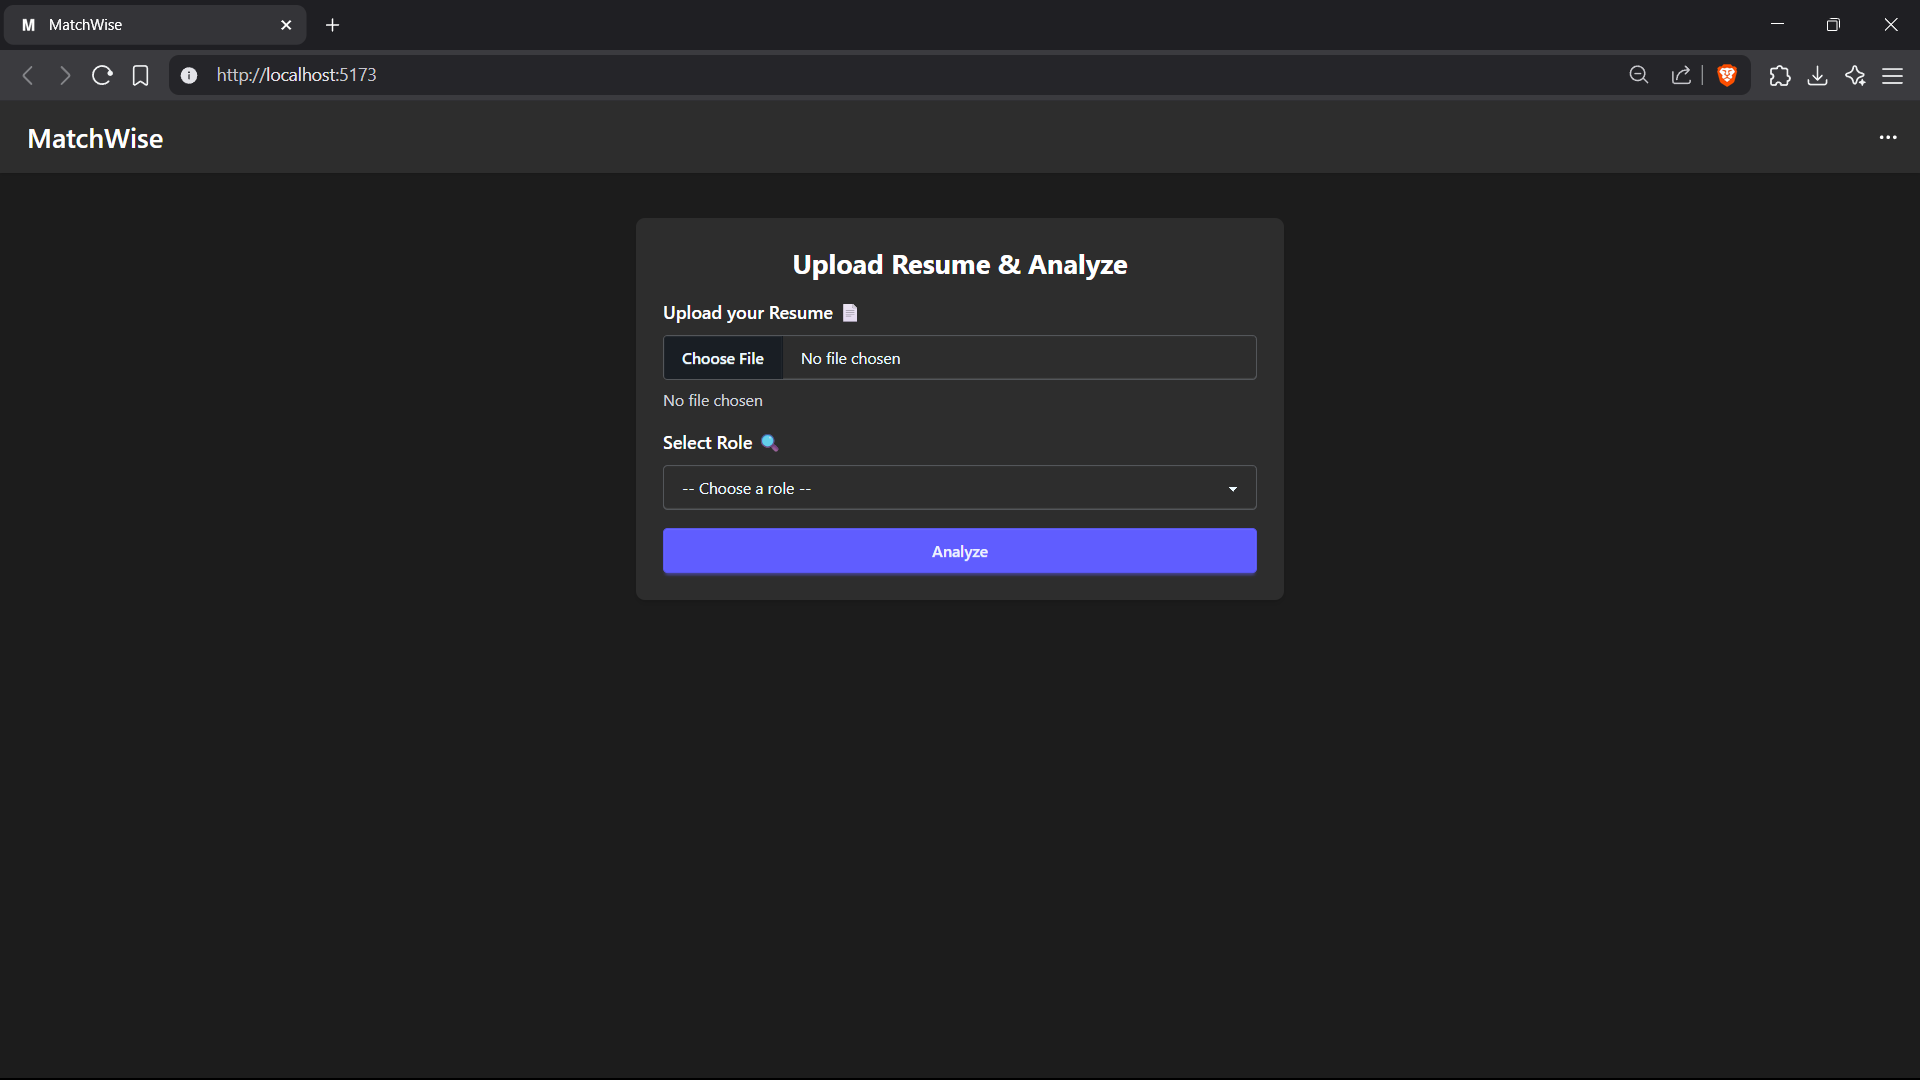 M MatchWise
http://localhost:5173
MatchWise
Upload Resume & Analyze
Upload your Resume
Choose File No file chosen
No file chosen
Select Role
-- Choose a role --
Analyze